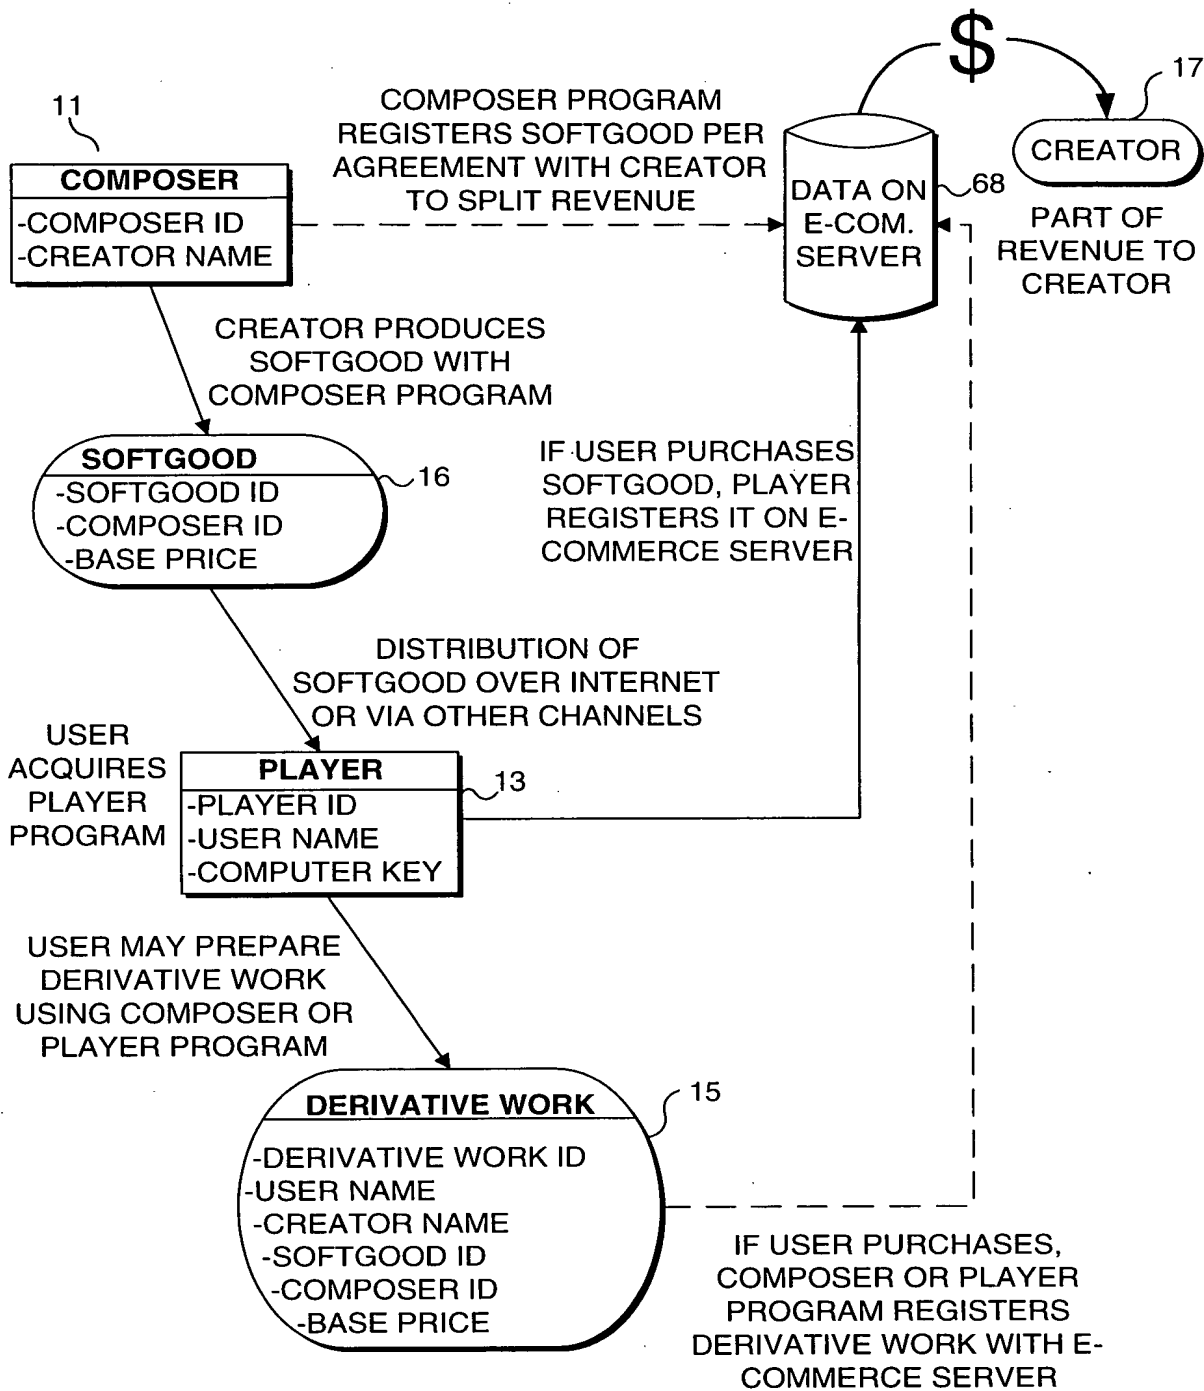 $
17
11
COMPOSER PROGRAM
REGISTERS SOFTGOOD PER
AGREEMENT WITH CREATOR
TO SPLIT REVENUE
CREATOR
PART OF
REVENUE TO
CREATOR
COMPOSER
-COMPOSER ID
-CREATOR NAME
DATA ON
E-COM.
SERVER
68
CREATOR PRODUCES
SOFTGOOD WITH
COMPOSER PROGRAM
SOFTGOOD
-SOFTGOOD ID
-COMPOSER ID
-BASE PRICE
16
IF USER PURCHASES
SOFTGOOD, PLAYER
REGISTERS IT ON E-
COMMERCE SERVER
DISTRIBUTION OF
SOFTGOOD OVER INTERNET
OR VIA OTHER CHANNELS
USER
ACQUIRES
PLAYER
PROGRAM
PLAYER
-PLAYER ID
-USER NAME
-COMPUTER KEY
13
USER MAY PREPARE
DERIVATIVE WORK
USING COMPOSER OR
PLAYER PROGRAM
DERIVATIVE WORK
-DERIVATIVE WORK ID
-USER NAME
-CREATOR NAME
-SOFTGOOD ID
-COMPOSER ID
-BASE PRICE
15
IF USER PURCHASES,
COMPOSER OR PLAYER
PROGRAM REGISTERS
DERIVATIVE WORK WITH E-
COMMERCE SERVER